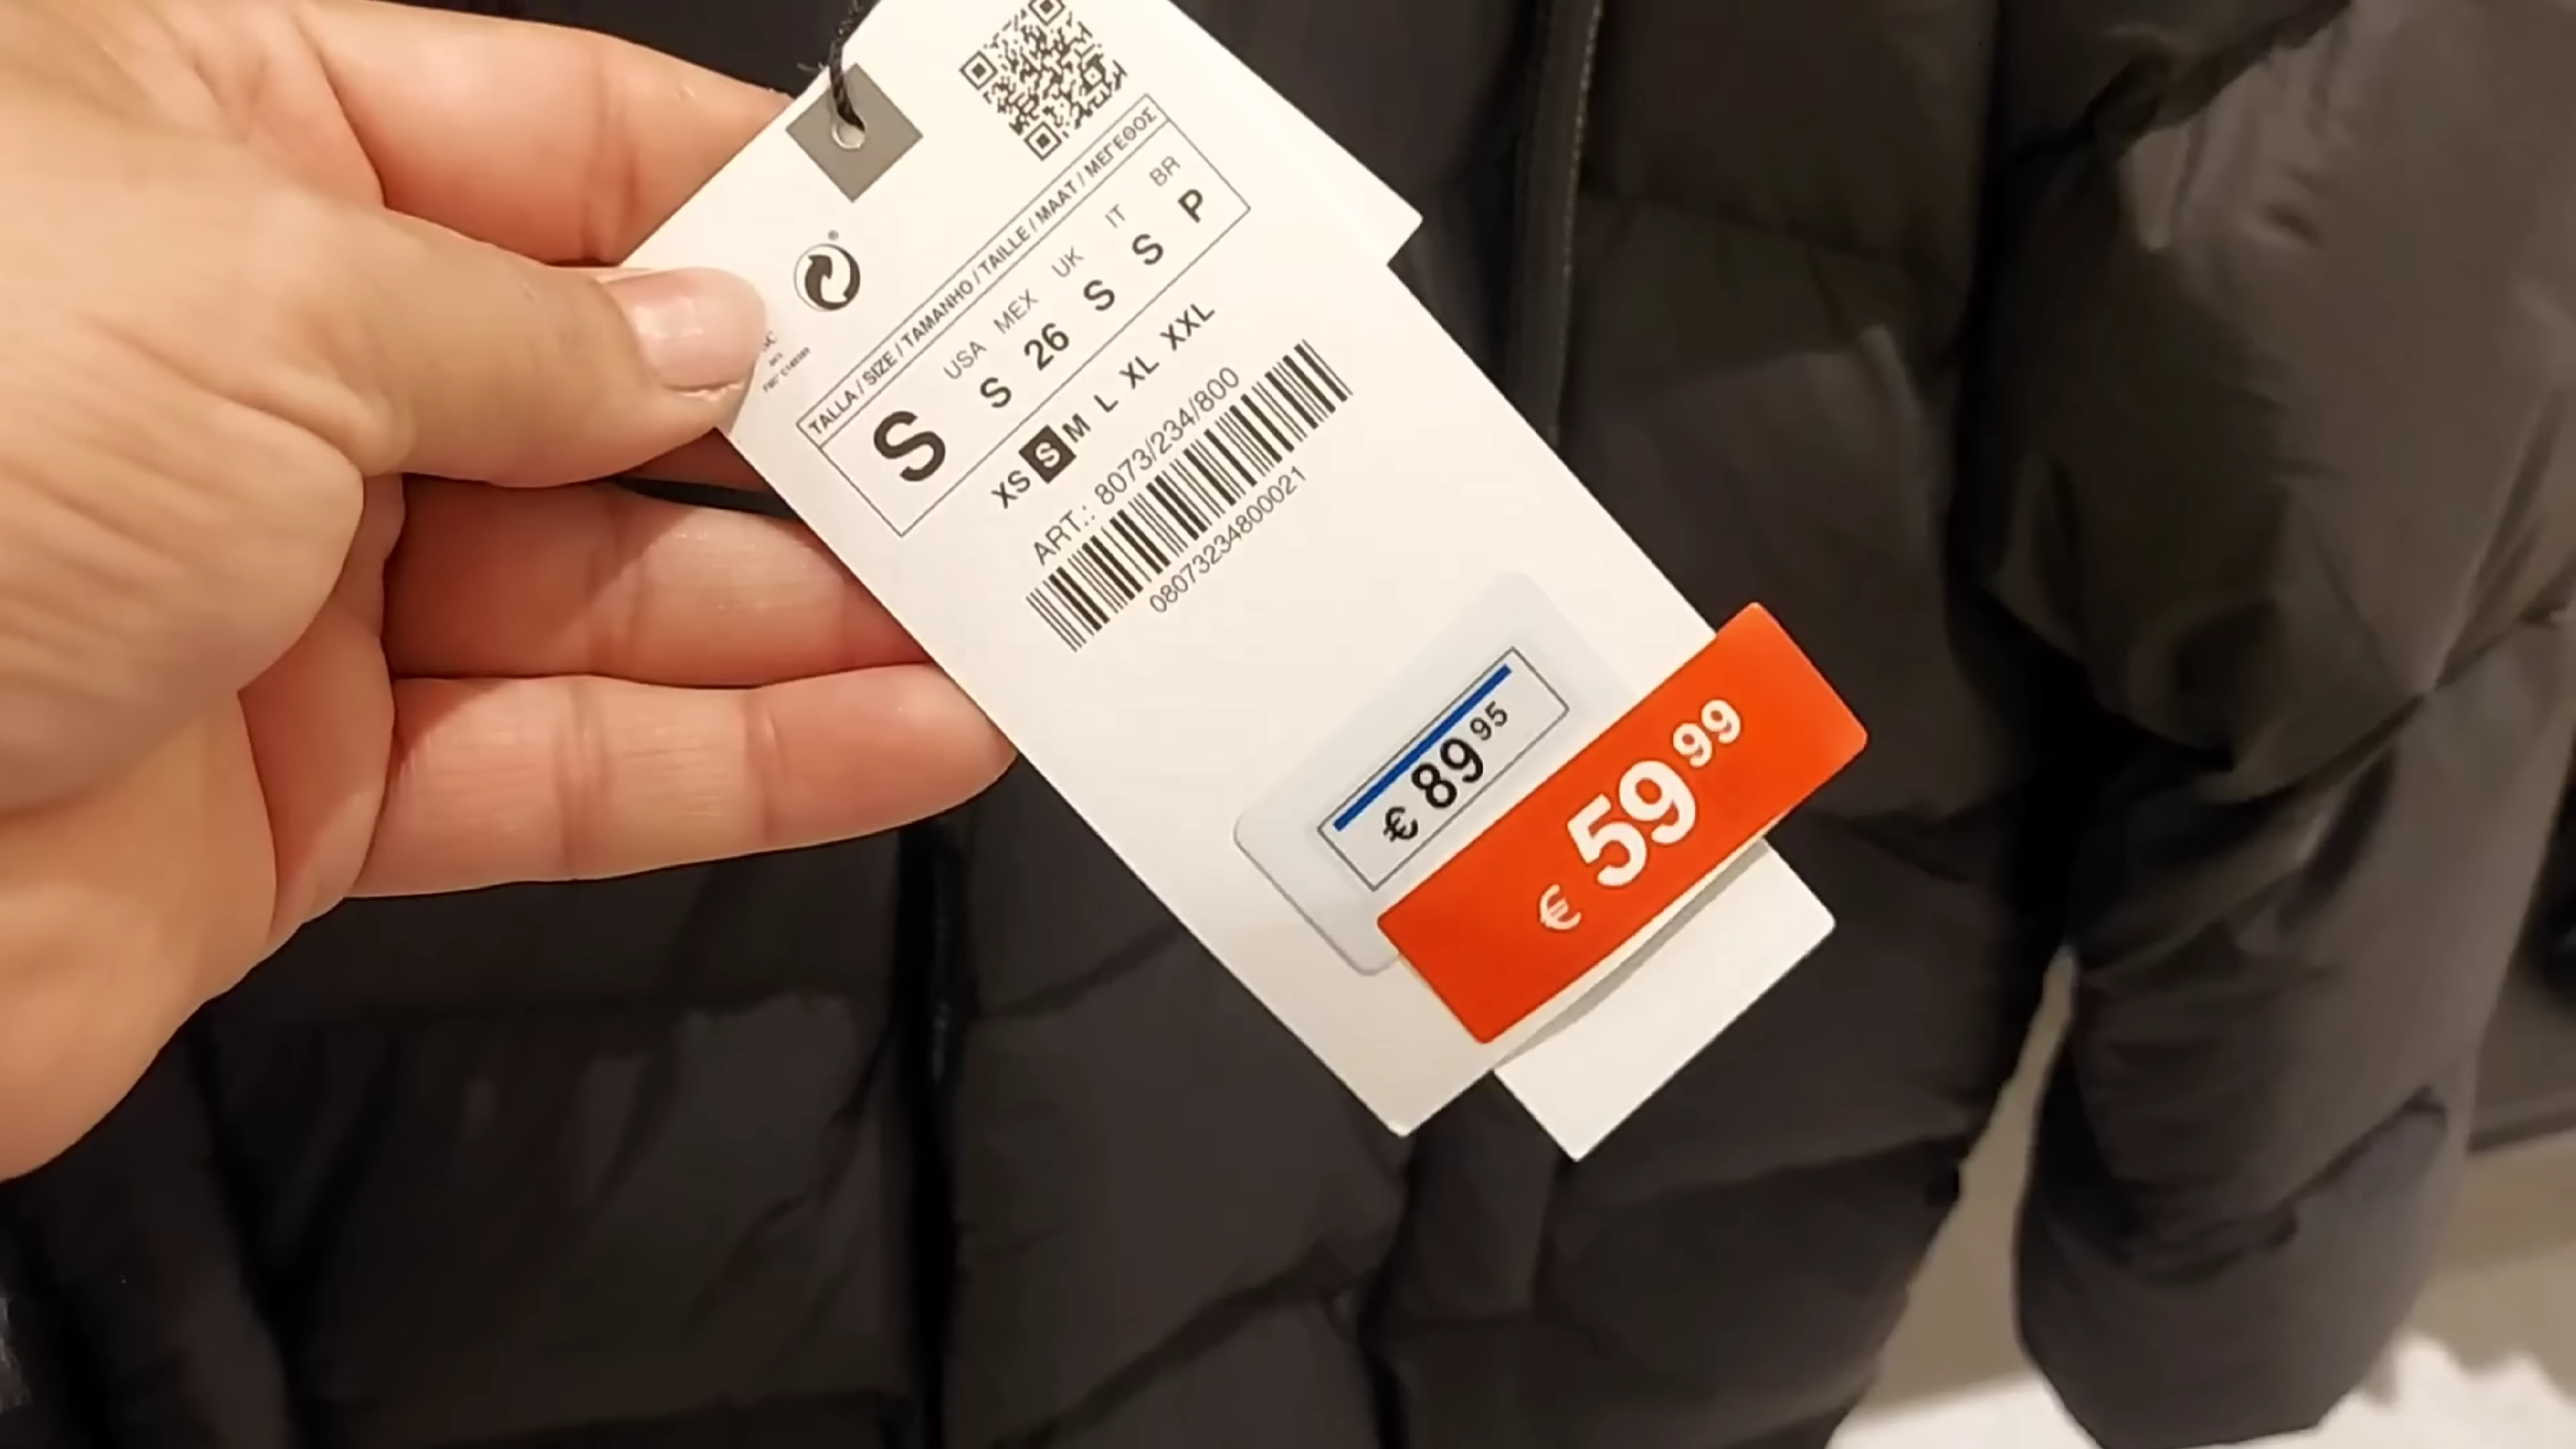 ®
TALLA / SIZE / TAMANHO / TAILLE / MAAT / ΜΕΓΕΘΟΣ
USA MEX UK IT BR
S S 26 S S P
XS S M L XL XXL
ART.: 8073/234/800
08073234800021
€ 89 95
€ 59 99